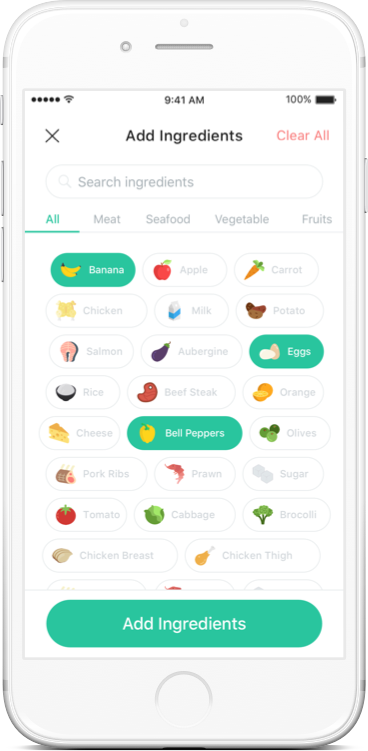 9:41 AM 100%
Add Ingredients Clear All
Search ingredients
All Meat Seafood Vegetable Fruits
Banana Apple Carrot
Chicken Milk Potato
Salmon Aubergine Eggs
Rice Beef Steak Orange
Cheese Bell Peppers Olives
Pork Ribs Prawn Sugar
Tomato Cabbage Brocolli
Chicken Breast Chicken Thigh
Add Ingredients